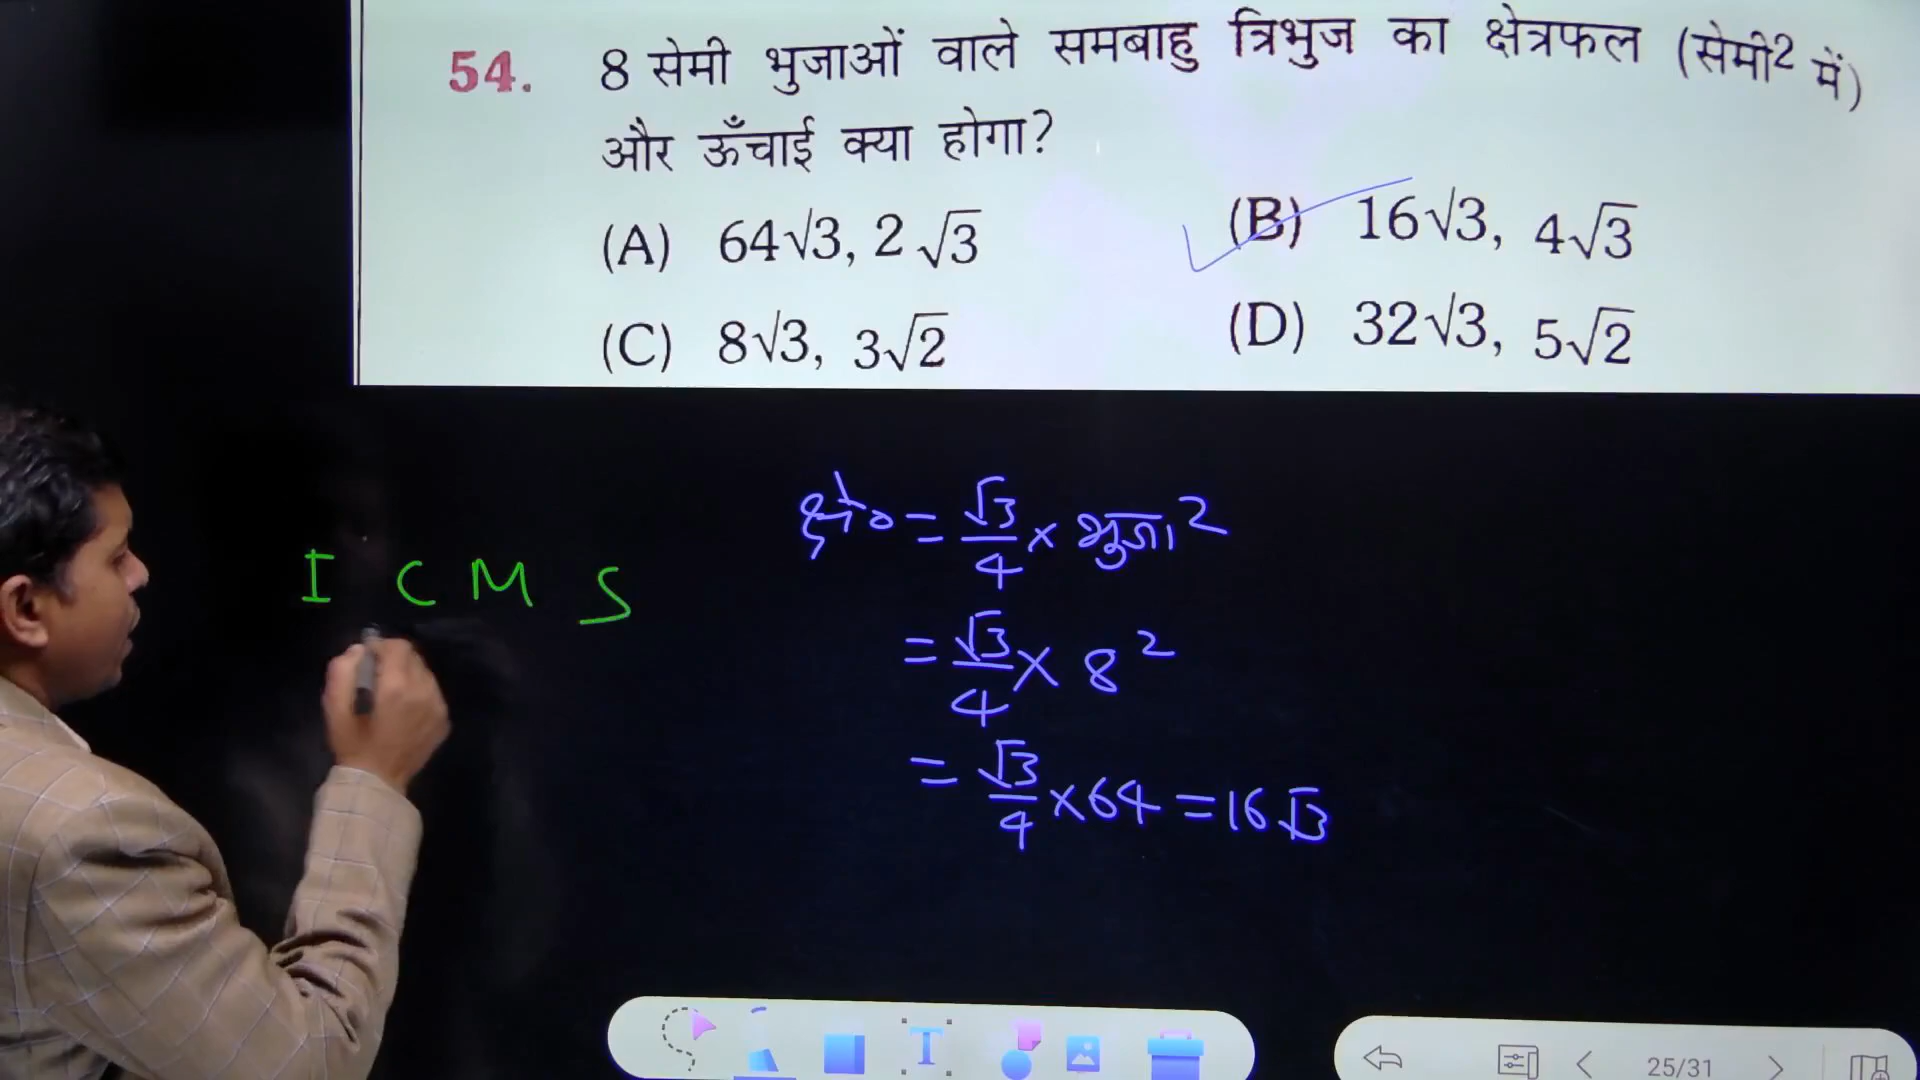 54. 8 सेमी भुजाओं वाले समबाहु त्रिभुज का क्षेत्रफल (सेमी² में)
और ऊँचाई क्या होगा?
(A) 64√3, 2√3 (B) 16√3, 4√3
(C) 8√3, 3√2 (D) 32√3, 5√2
क्षे० = √3/4 × भुजा²
I C M S
= √3/4 × 8²
= √3/4 × 64 = 16√3
T
25/31